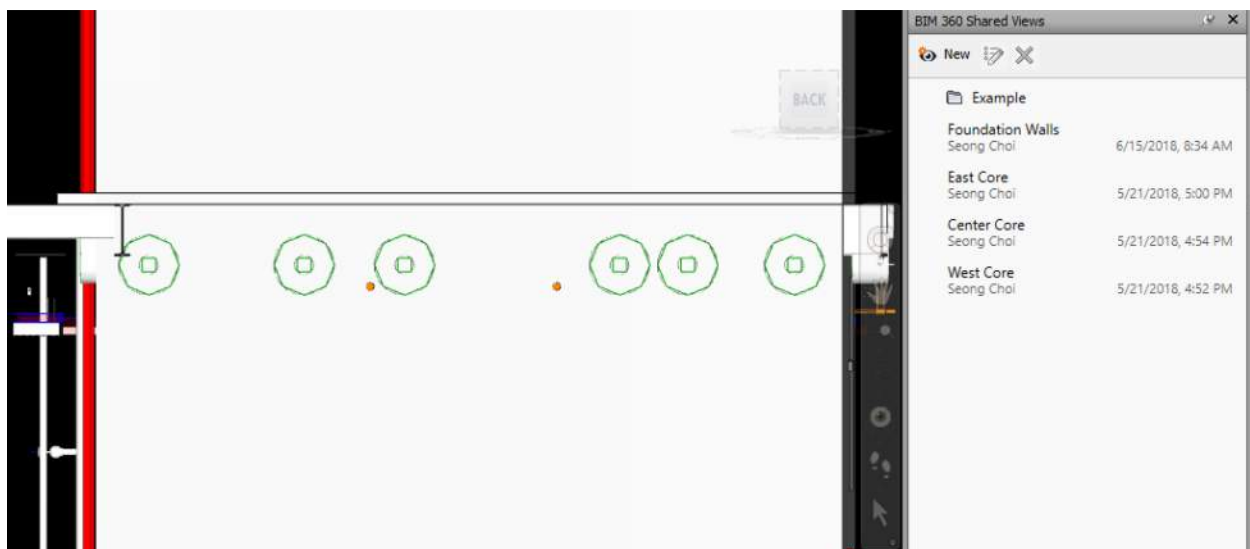 BIM 360 Shared Views
New
Example
BACK
Foundation Walls
Seong Choi 6/15/2018, 8:34 AM
East Core
Seong Choi 5/21/2018, 5:00 PM
Center Core
Seong Choi 5/21/2018, 4:54 PM
West Core
Seong Choi 5/21/2018, 4:52 PM